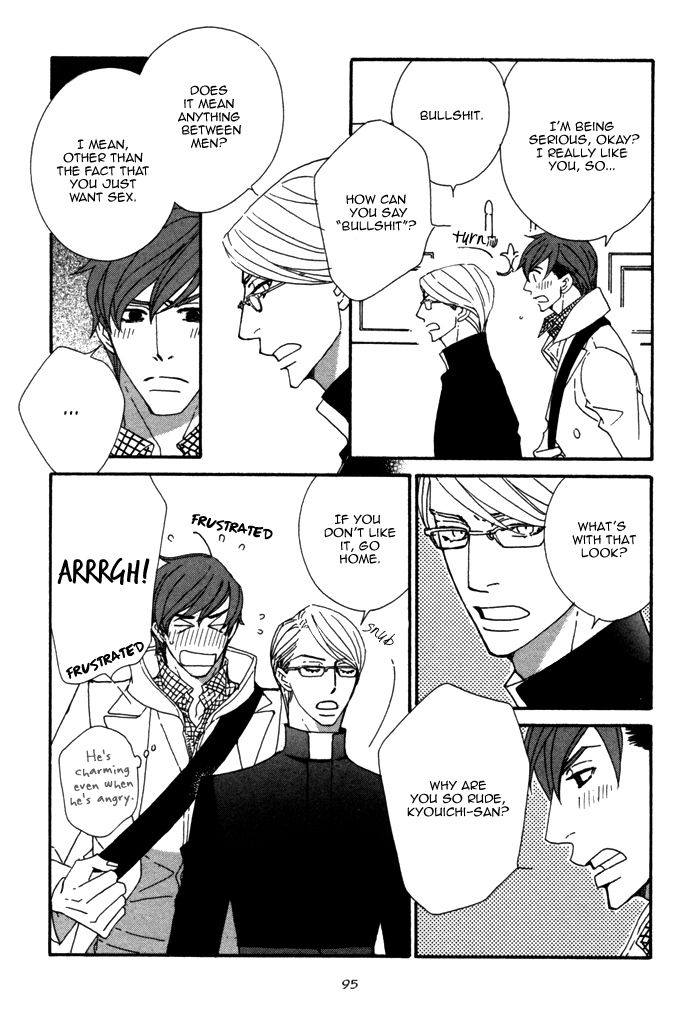 I'M BEING
SERIOUS, OKAY?
I REALLY LIKE
YOU, SO...
BULLSHIT.
turn
HOW CAN
YOU SAY
"BULLSHIT"?
DOES
IT MEAN
ANYTHING
BETWEEN
MEN?
I MEAN,
OTHER THAN
THE FACT THAT
YOU JUST
WANT SEX.
...
WHAT'S
WITH THAT
LOOK?
WHY ARE
YOU SO RUDE,
KYOUICHI-SAN?
IF YOU
DON'T LIKE
IT, GO
HOME.
snub
FRUSTRATED
ARRRGH!
FRUSTRATED
He's
charming
even when
he's angry.
95